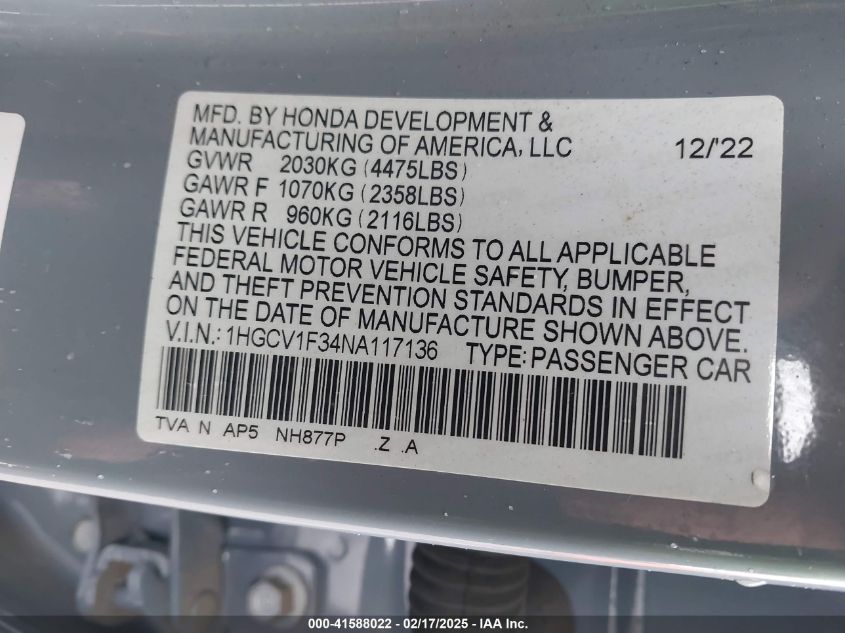 MFD. BY HONDA DEVELOPMENT &
MANUFACTURING OF AMERICA, LLC 12/'22
GVWR 2030KG (4475LBS)
GAWR F 1070KG (2358LBS)
GAWR R 960KG (2116LBS)
THIS VEHICLE CONFORMS TO ALL APPLICABLE
FEDERAL MOTOR VEHICLE SAFETY, BUMPER,
AND THEFT PREVENTION STANDARDS IN EFFECT
ON THE DATE OF MANUFACTURE SHOWN ABOVE.
V.I.N.: 1HGCV1F34NA117136 TYPE: PASSENGER CAR
TVA N AP5 NH877P .Z .A
000-41588022 - 02/17/2025 - IAA Inc.